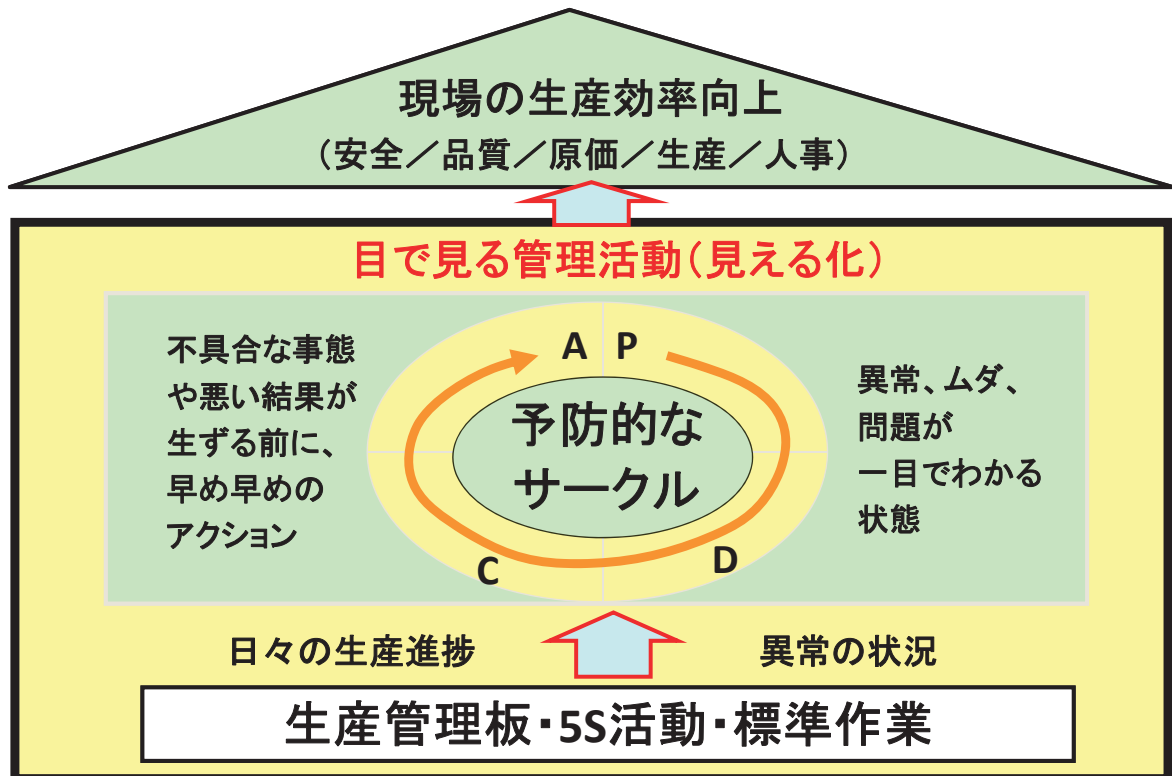 現場の生産効率向上
(安全／品質／原価／生産／人事)
目で見る管理活動(見える化)
不具合な事態
や悪い結果が
生ずる前に、
早め早めの
アクション
A P
予防的な
サークル
C
D
異常、ムダ、
問題が
一目でわかる
状態
日々の生産進捗
異常の状況
生産管理板・5S活動・標準作業